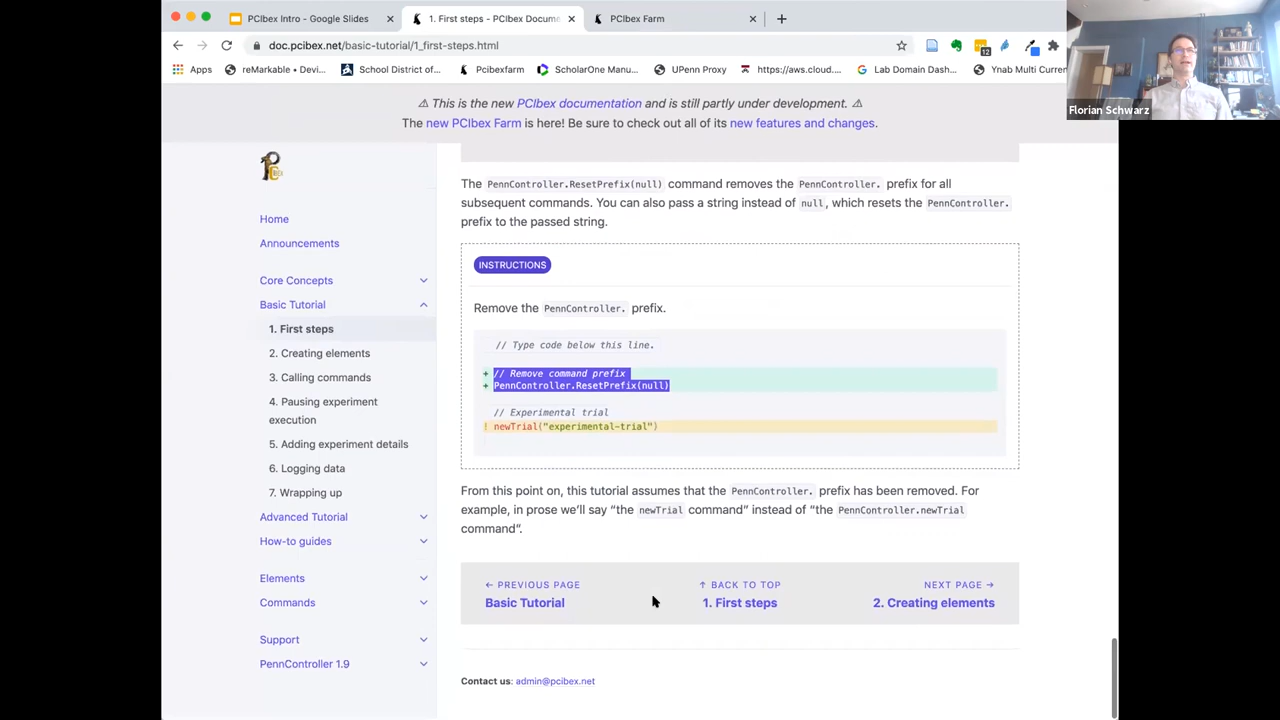 PCIbex Intro - Google Slides
1. First steps - PCIbex Docume
PCIbex Farm
doc.pcibex.net/basic-tutorial/1_first-steps.html
12
Apps
reMarkable • Devi...
School District of...
Pcibexfarm
ScholarOne Manu...
UPenn Proxy
https://aws.cloud....
Lab Domain Dash...
Ynab Multi Curren
Florian Schwarz
⚠ This is the new PCIbex documentation and is still partly under development. ⚠
The new PCIbex Farm is here! Be sure to check out all of its new features and changes.
Home
Announcements
Core Concepts
Basic Tutorial
1. First steps
2. Creating elements
3. Calling commands
4. Pausing experiment
execution
5. Adding experiment details
6. Logging data
7. Wrapping up
Advanced Tutorial
How-to guides
Elements
Commands
Support
PennController 1.9
The PennController.ResetPrefix(null) command removes the PennController. prefix for all
subsequent commands. You can also pass a string instead of null, which resets the PennController.
prefix to the passed string.
INSTRUCTIONS
Remove the PennController. prefix.
// Type code below this line.
+ // Remove command prefix
+ PennController.ResetPrefix(null)
// Experimental trial
! newTrial("experimental-trial")
From this point on, this tutorial assumes that the PennController. prefix has been removed. For
example, in prose we’ll say “the newTrial command” instead of “the PennController.newTrial
command”.
← PREVIOUS PAGE
Basic Tutorial
↑ BACK TO TOP
1. First steps
NEXT PAGE →
2. Creating elements
Contact us: admin@pcibex.net